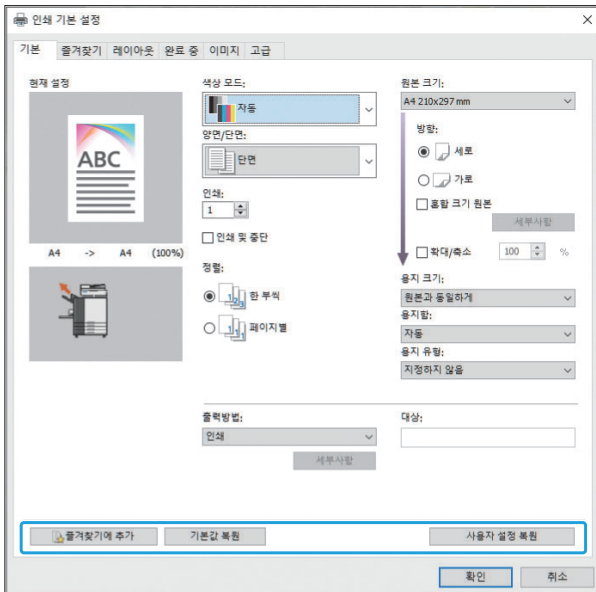 인쇄 기본 설정
기본 즐겨찾기 레이아웃 완료 중 이미지 고급
현재 설정
ABC
A4 -> A4 (100%)
색상 모드:
자동
양면/단면:
단면
인쇄:
1
인쇄 및 중단
정렬:
한 부씩
페이지별
원본 크기:
A4 210x297 mm
방향:
세로
가로
혼합 크기 원본
세부사항
확대/축소 100 %
용지 크기:
원본과 동일하게
용지함:
자동
용지 유형:
지정하지 않음
출력방법:
인쇄
세부사항
대상:
즐겨찾기에 추가 기본값 복원 사용자 설정 복원
확인 취소